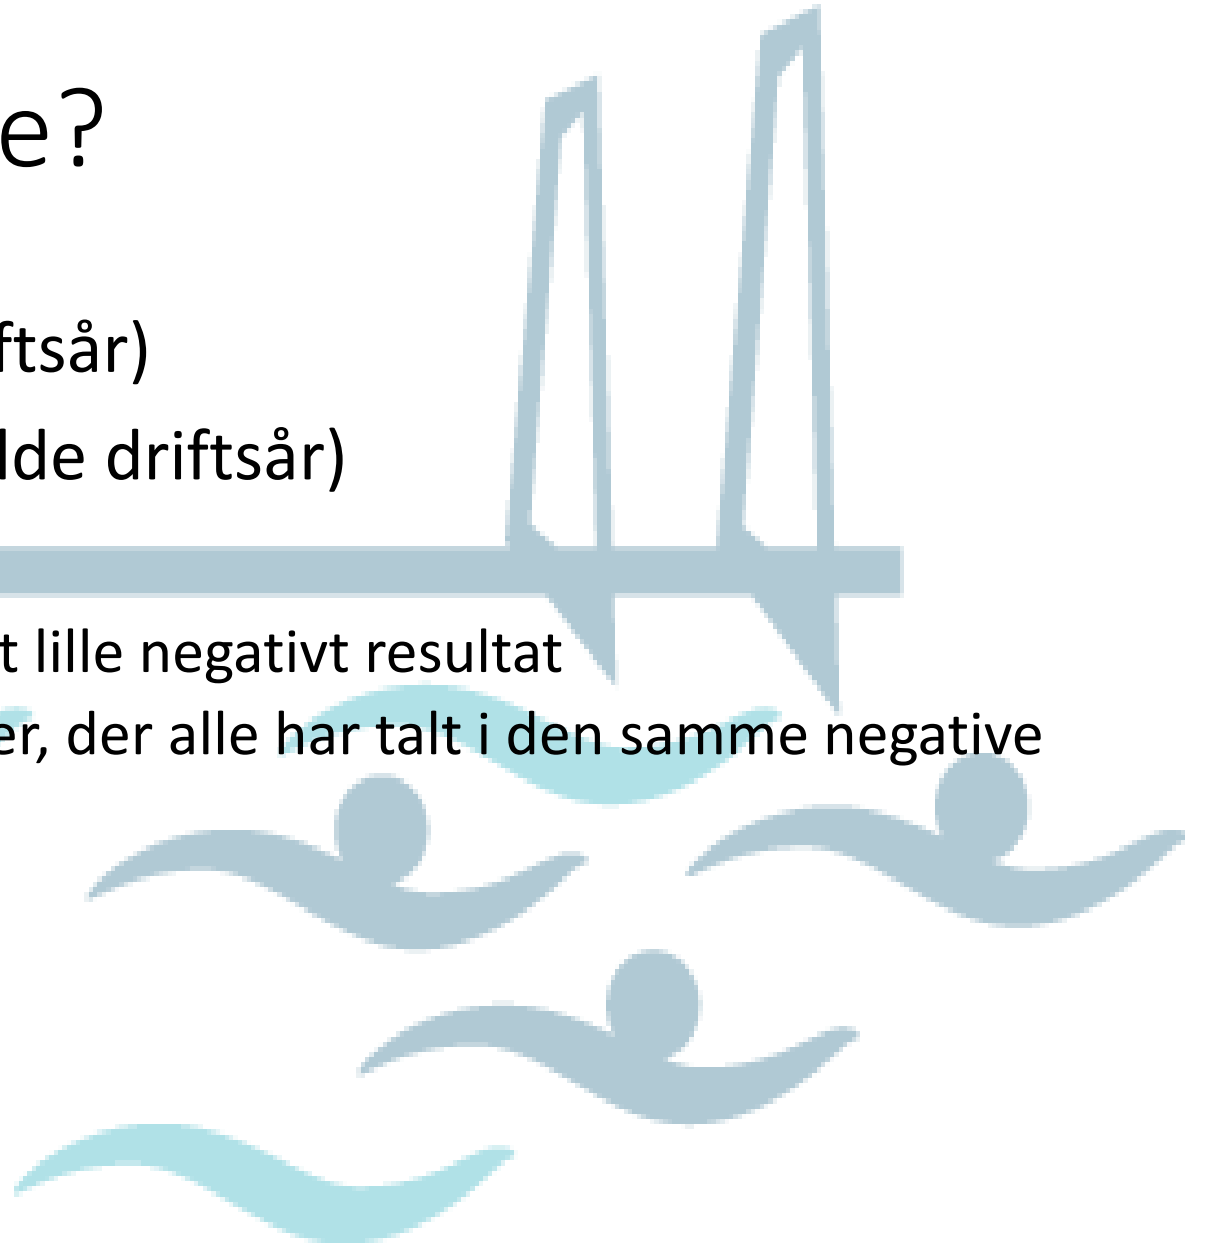 e?
ftsår)
lde driftsår)
t lille negativt resultat
er, der alle har talt i den samme negative